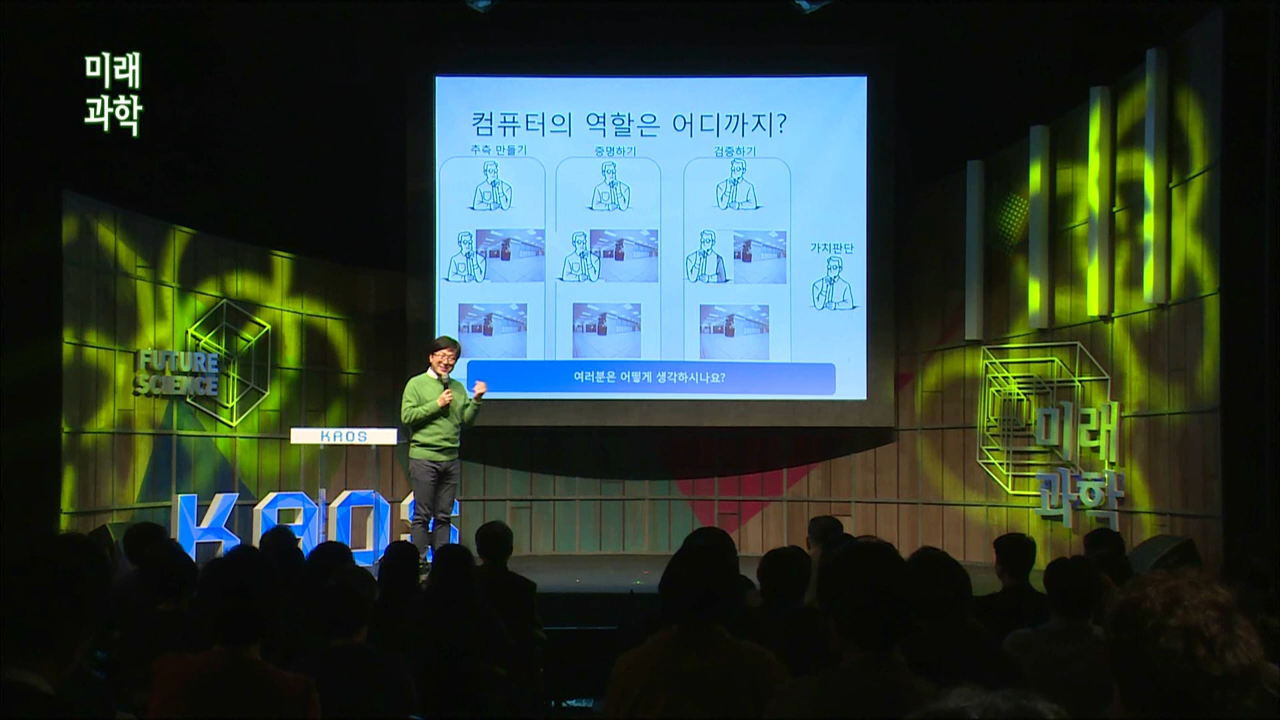 미래
과학
컴퓨터의 역할은 어디까지?
추측 만들기
증명하기
검증하기
가치판단
여러분은 어떻게 생각하시나요?
FUTURE
SCIENCE
KAOS
미래
과학
KAOS